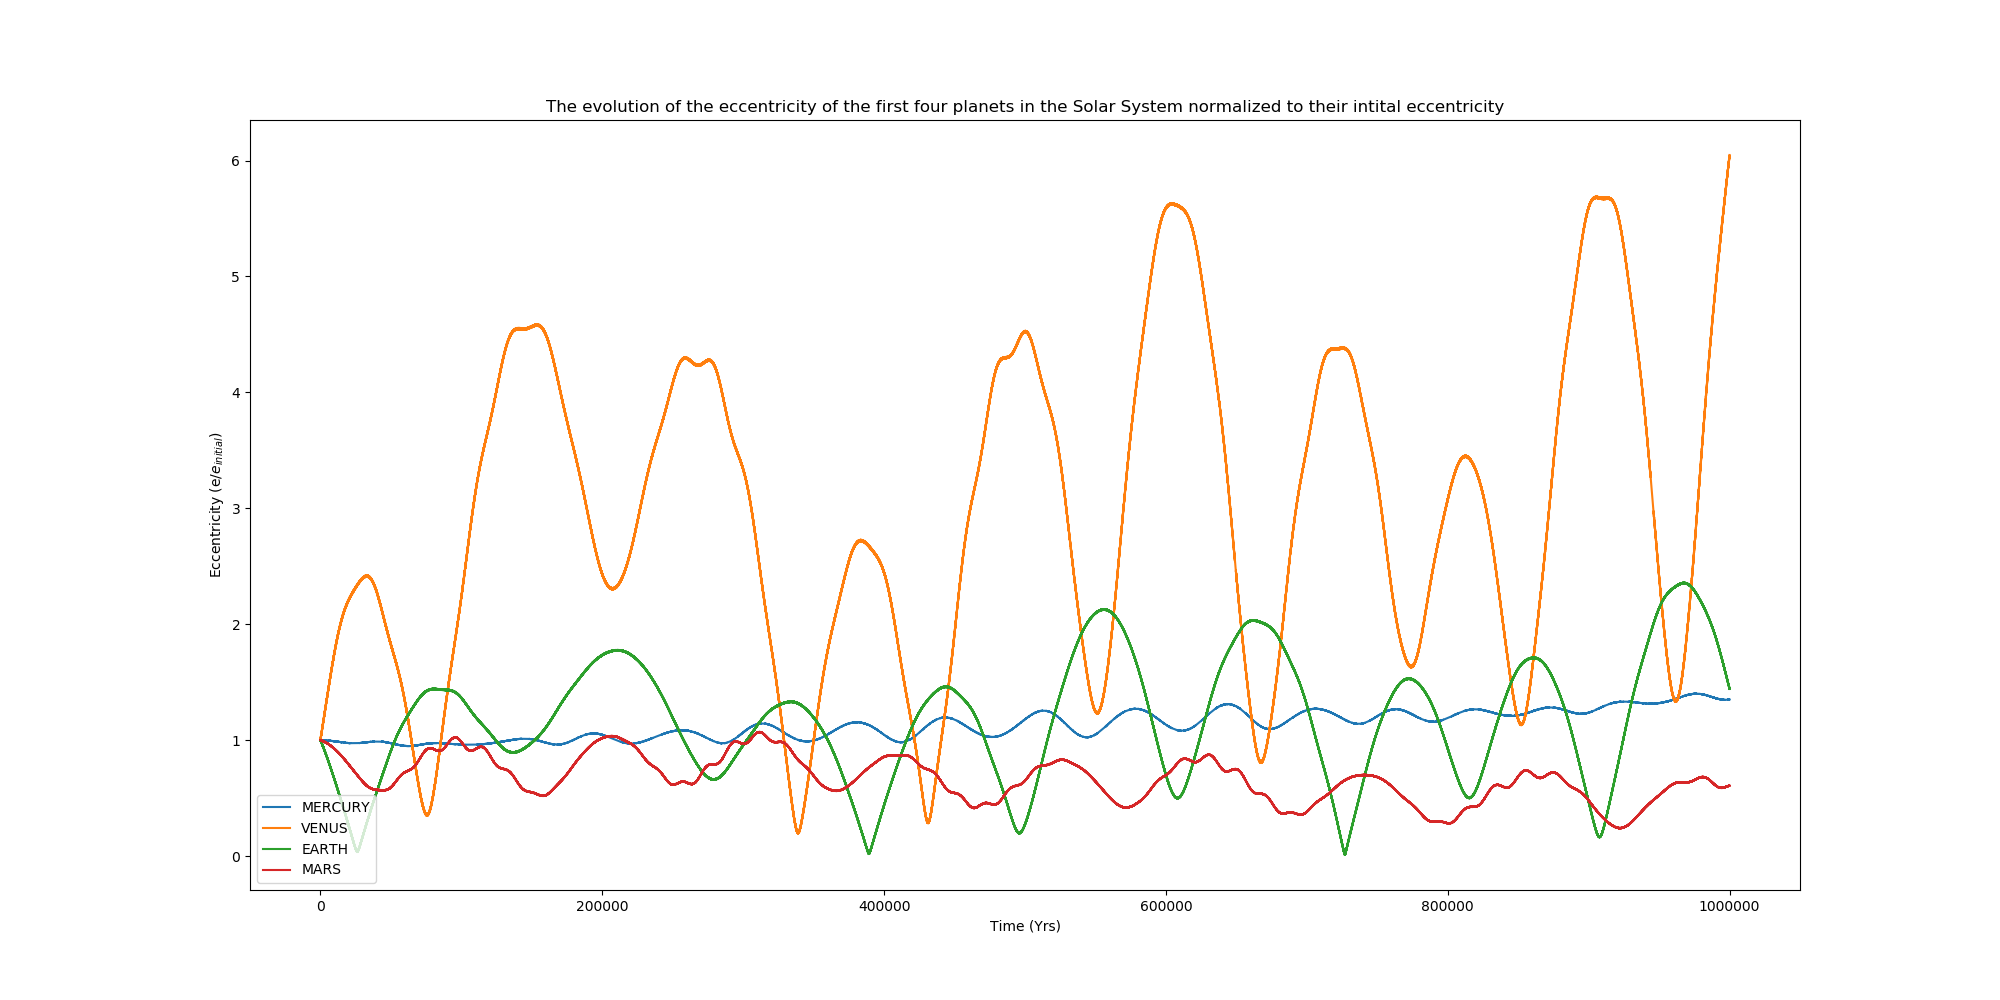 The evolution of the eccentricity of the first four planets in the Solar System normalized to their intital eccentricity
Eccentricity (e/e_initial)
6
5
4
3
2
1
0
MERCURY
VENUS
EARTH
MARS
0 200000 400000 600000 800000 1000000
Time (Yrs)